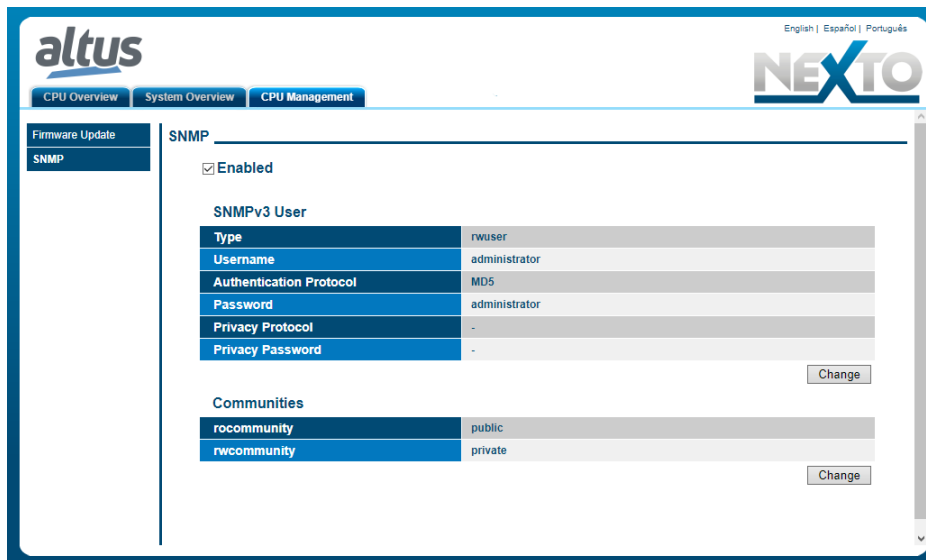 English | Español | Português
altus
NEXTO
CPU Overview System Overview CPU Management
Firmware Update
SNMP
SNMP
Enabled
SNMPv3 User
Type rwuser
Username administrator
Authentication Protocol MD5
Password administrator
Privacy Protocol -
Privacy Password -
Change
Communities
rocommunity public
rwcommunity private
Change